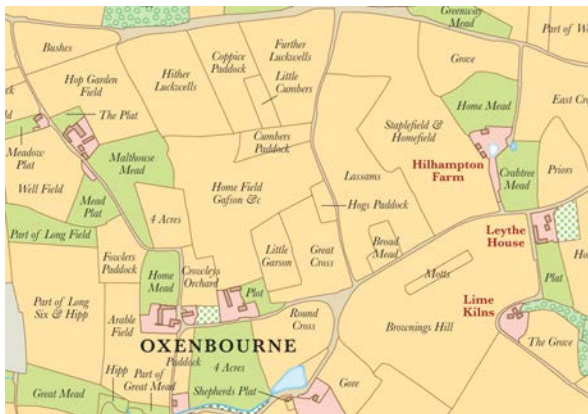 Greenway
Mead
Part of W
Bushes
Coppice
Paddock
Further
Luckwells
Hop Garden
Field
Hither
Luckwells
Little
Cumbers
Grove
Home Mead
East Cr
The Plat
Staplefield &
Homefield
Meadow
Plat
Malthouse
Mead
Cumbers
Paddock
Hilhampton
Farm
Well Field
Lassams
Crabtree
Mead
Priors
Mead
Plat
Home Field
Gafson &c
Hogs Paddock
4 Acres
Part of Long Field
Leythe
House
Broad
Mead
Fowlers
Paddock
Crowleys
Orchard
Little
Garson
Great
Cross
Home
Mead
Motts
Plat
Plot
Part of Long
Six & Hipp
Arable
Field
Round
Cross
Lime
Kilns
Brownings Hill
OXENBOURNE
The Grove
Paddock
4 Acres
Hipp
Part of
Great Mead
Great Mead
Shepherds Plat
Gore